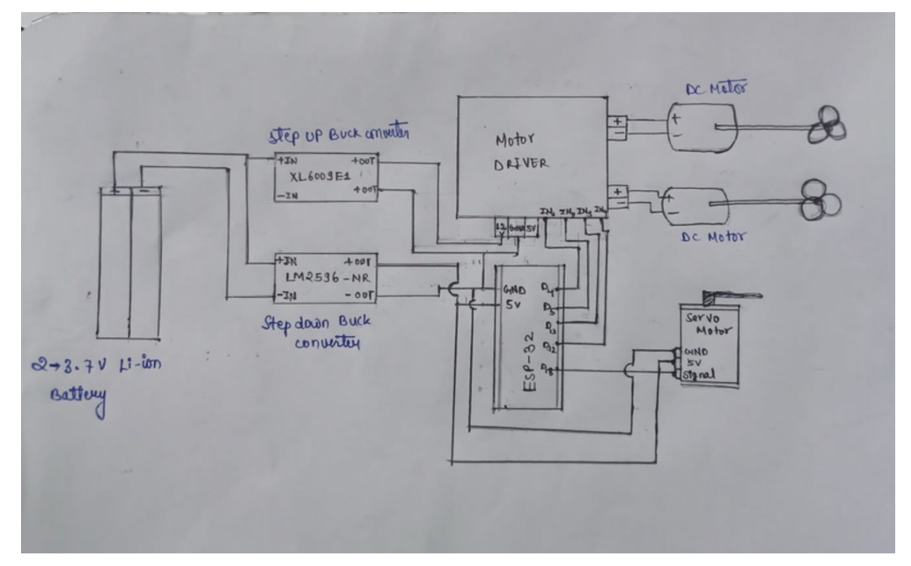 Step UP Buck converter
+IN +OUT
XL6009E1
-IN +OUT
+IN +OUT
LM2596-NR
-IN -OUT
Step down Buck
converter
2→3.7V Li-ion
Battery
Motor
DRIVER
+
-
+
-
12V GND 5V
IN1 IN2 IN3 IN4
DC Motor
+
-
DC Motor
+
-
GND
5V
ESP-32
D4
D5
D12
Servo
Motor
GND
5V
Signal